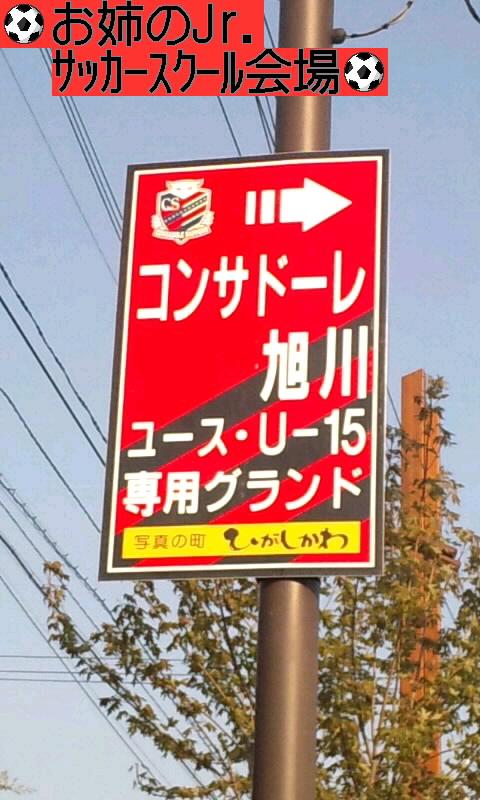 お姉のJr.
ｻｯｶｰｽｸｰﾙ会場
CS
コンサドーレ
旭川
ユース・U-15
専用グランド
写真の町 ひがしかわ